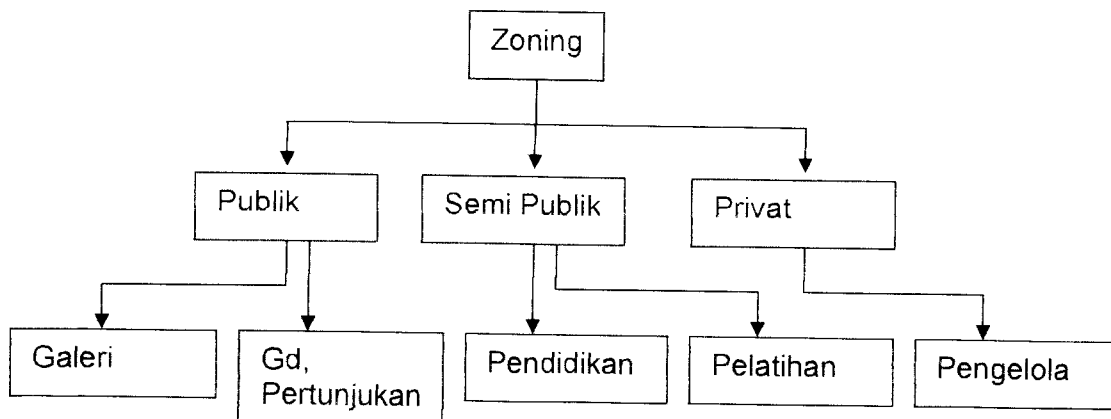 Zoning
Publik
Semi Publik
Privat
Galeri
Gd,
Pertunjukan
Pendidikan
Pelatihan
Pengelola